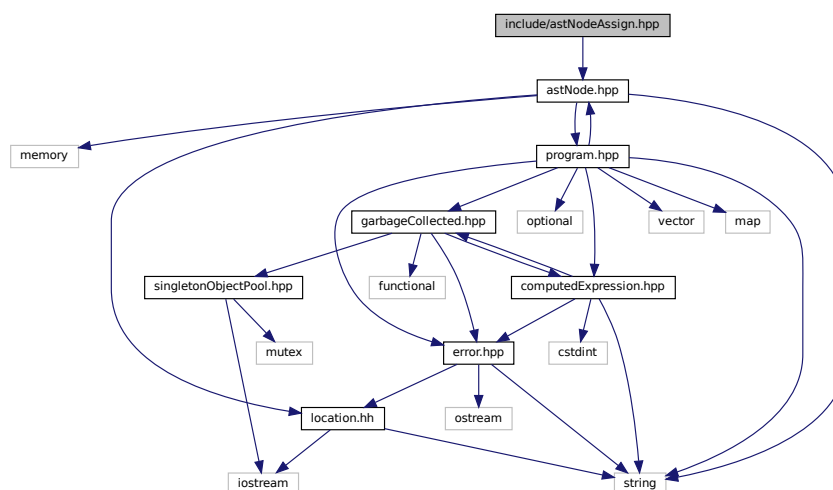 include/astNodeAssign.hpp
astNode.hpp
memory
program.hpp
garbageCollected.hpp
optional
vector
map
singletonObjectPool.hpp
functional
computedExpression.hpp
mutex
error.hpp
cstdint
location.hh
ostream
iostream
string